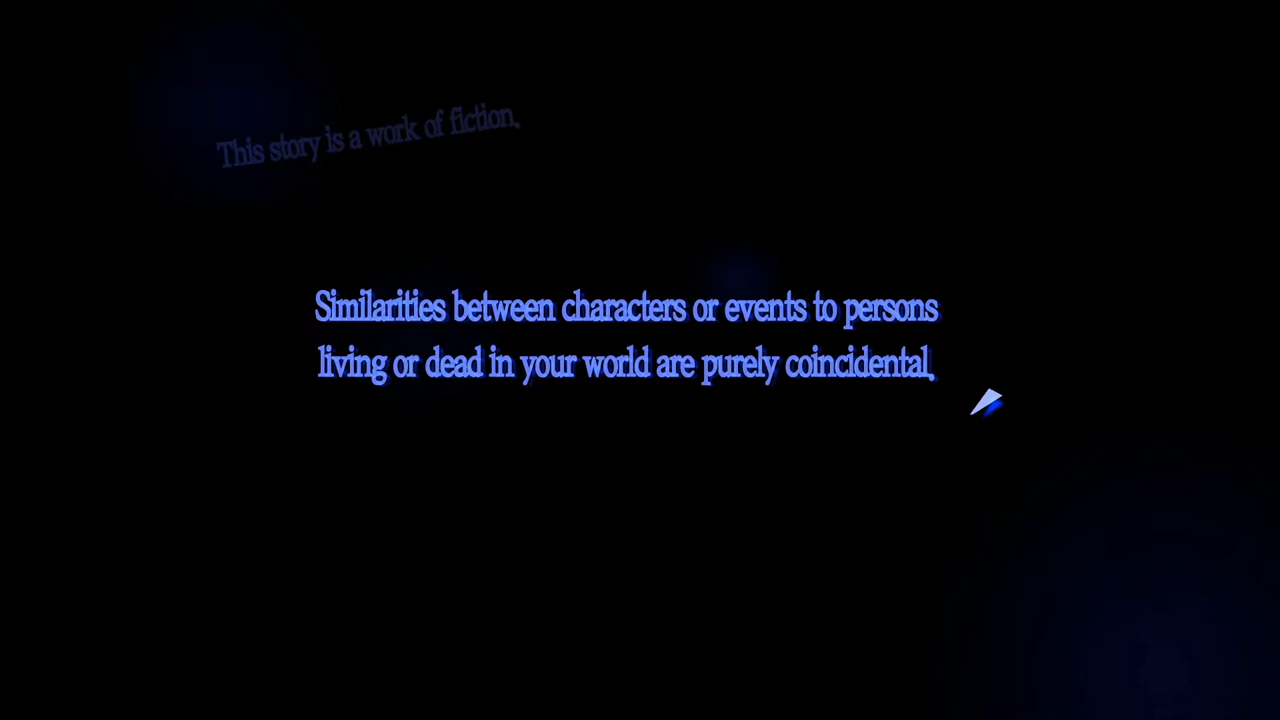 This story is a work of fiction.
Similarities between characters or events to persons
living or dead in your world are purely coincidental.